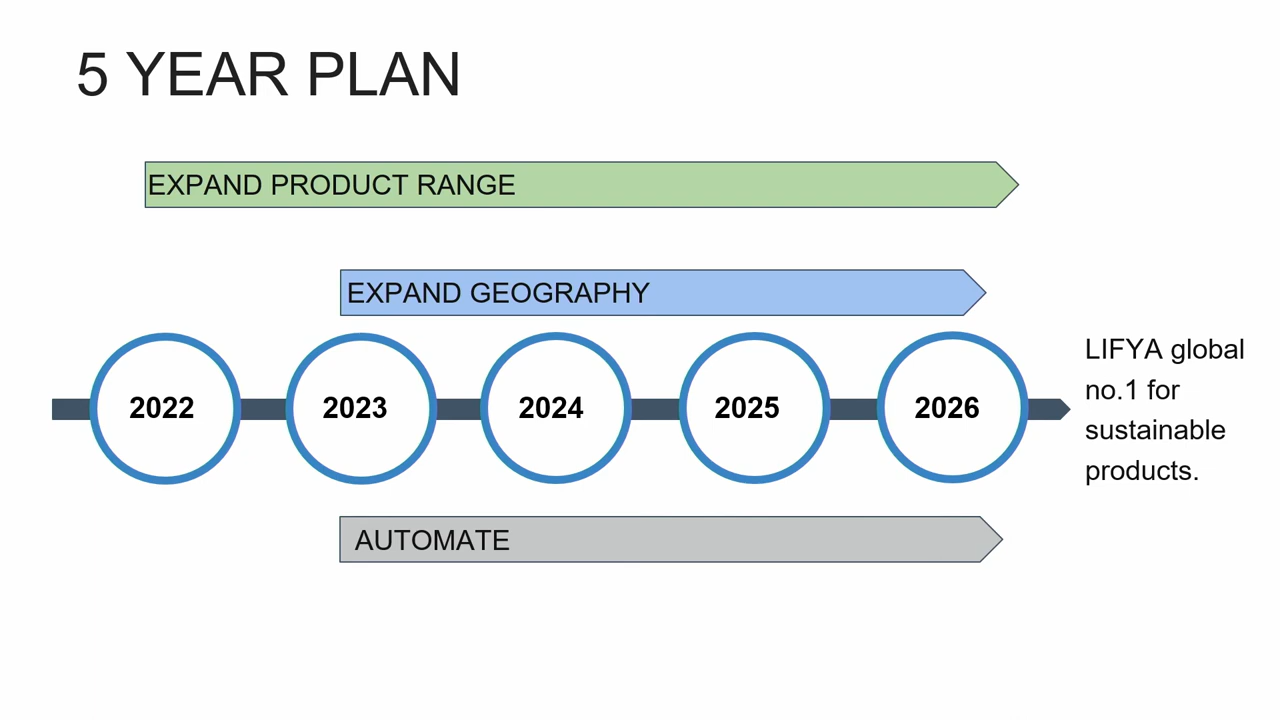 5 YEAR PLAN
EXPAND PRODUCT RANGE
EXPAND GEOGRAPHY
2022
2023
2024
2025
2026
LIFYA global
no.1 for
sustainable
products.
AUTOMATE